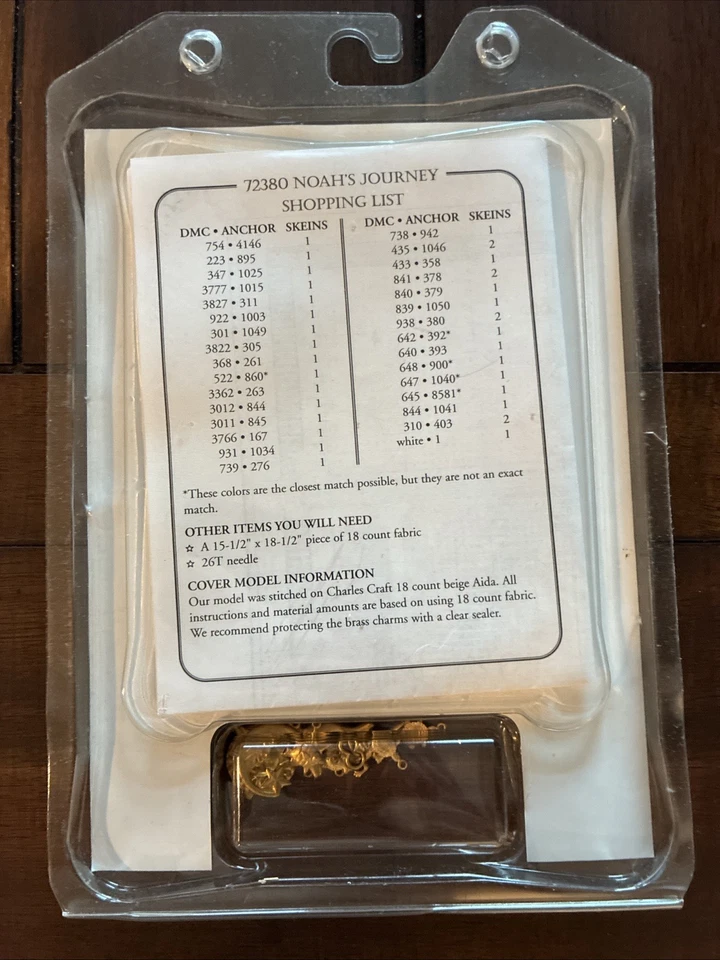 72380 NOAH'S JOURNEY
SHOPPING LIST
DMC • ANCHOR SKEINS
754 • 4146 1
223 • 895 1
347 • 1025 1
3777 • 1015 1
3827 • 311 1
922 • 1003 1
301 • 1049 1
3822 • 305 1
368 • 261 1
522 • 860* 1
3362 • 263 1
3012 • 844 1
3011 • 845 1
3766 • 167 1
931 • 1034 1
739 • 276 1
DMC • ANCHOR SKEINS
738 • 942 1
435 • 1046 2
433 • 358 1
841 • 378 2
840 • 379 1
839 • 1050 1
938 • 380 2
642 • 392* 1
640 • 393 1
648 • 900* 1
647 • 1040* 1
645 • 8581* 1
844 • 1041 1
310 • 403 2
white • 1 1
*These colors are the closest match possible, but they are not an exact
match.
OTHER ITEMS YOU WILL NEED
☆ A 15-1/2" x 18-1/2" piece of 18 count fabric
☆ 26T needle
COVER MODEL INFORMATION
Our model was stitched on Charles Craft 18 count beige Aida. All
instructions and material amounts are based on using 18 count fabric.
We recommend protecting the brass charms with a clear sealer.